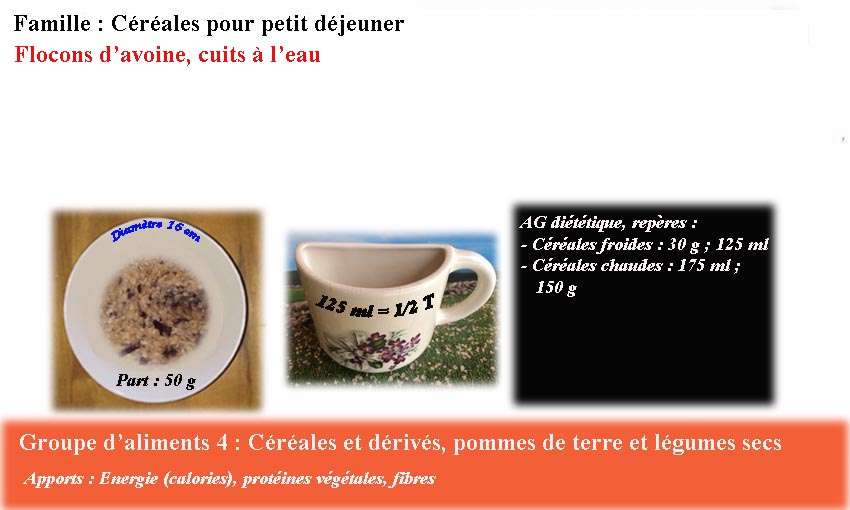 Famille : Céréales pour petit déjeuner
Flocons d’avoine, cuits à l’eau
Diamètre 16 cm
Part : 50 g
125 ml = 1/2 T
AG diététique, repères :
- Céréales froides : 30 g ; 125 ml
- Céréales chaudes : 175 ml ;
150 g
Groupe d’aliments 4 : Céréales et dérivés, pommes de terre et légumes secs
Apports : Energie (calories), protéines végétales, fibres